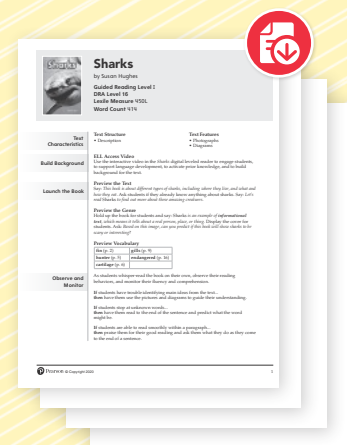 Sharks
Sharks
by Susan Hughes
Guided Reading Level I
DRA Level 16
Lexile Measure 450L
Word Count 474
Text
Characteristics
Text Structure
• Description
Text Features
• Photographs
• Diagrams
Build Background
ELL Access Video
Use the interactive video in the Sharks digital leveled reader to engage students,
to support language development, to activate prior knowledge, and to build
background for the text.
Launch the Book
Preview the Text
Say: This book is about different types of sharks, including where they live, and what and
how they eat. Ask students if they already know anything about sharks. Say: Let's
read Sharks to find out more about these amazing creatures.
Preview the Genre
Hold up the book for students and say: Sharks is an example of informational
text, which means it tells about a real person, place, or thing. Display the cover for
students. Ask: Based on this image, can you predict if this book will show sharks to be
scary or interesting?
Preview Vocabulary
fin (p. 2) gills (p. 9)
hunter (p. 5) endangered (p. 16)
cartilage (p. 6)
Observe and
Monitor
As students whisper-read the book on their own, observe their reading
behaviors, and monitor their fluency and comprehension.
If students have trouble identifying main ideas from the text...
then have them use the pictures and diagrams to guide their understanding.
If students stop at unknown words...
then have them read to the end of the sentence and predict what the word
might be.
If students are able to read smoothly within a paragraph...
then praise them for their good reading and ask them what they do as they come
to the end of a sentence.
Pearson © Copyright 2022
1